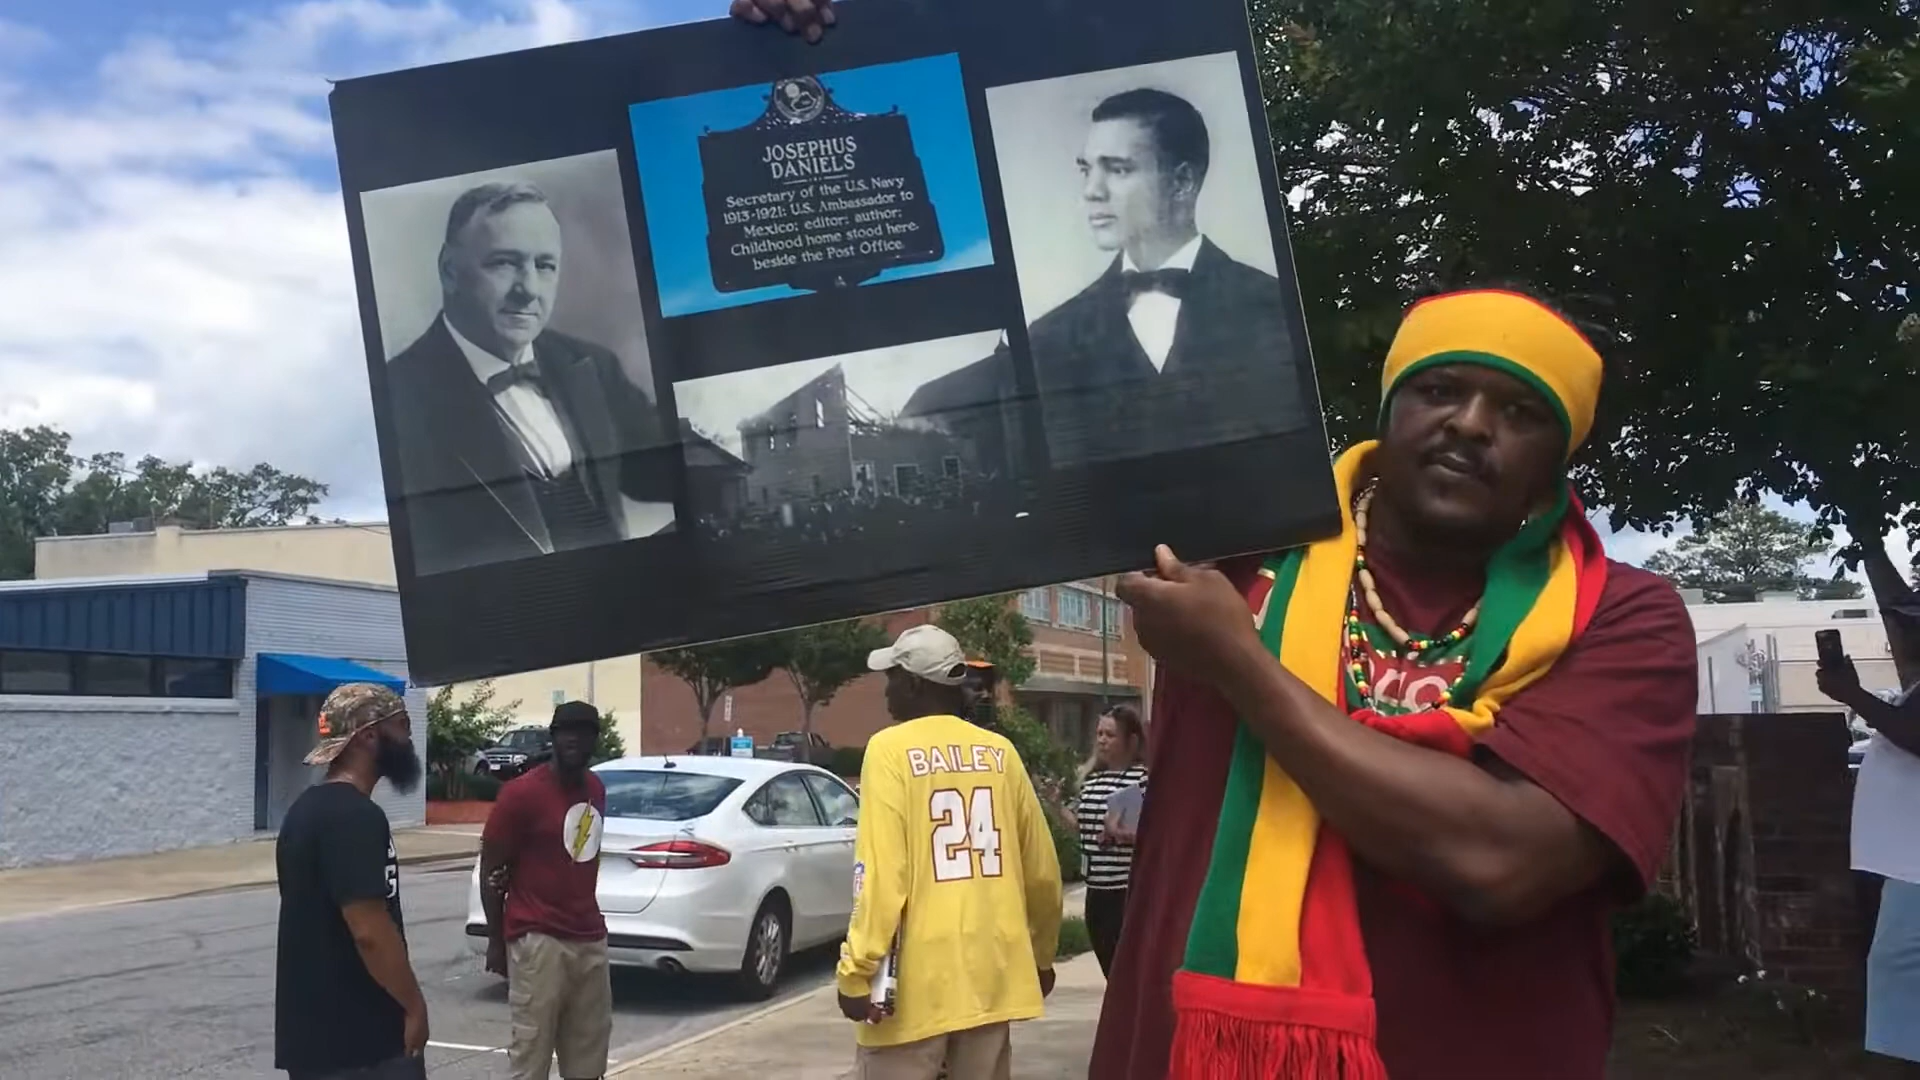 JOSEPHUS
DANIELS
Secretary of the U.S. Navy
1913-1921; U.S. Ambassador to
Mexico; editor; author;
Childhood home stood here,
beside the Post Office.
BAILEY
24